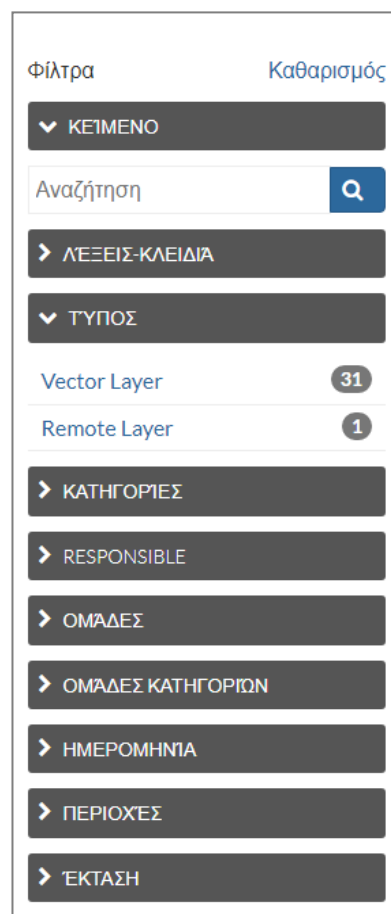 Φίλτρα Καθαρισμός
ΚΕΊΜΕΝΟ
Αναζήτηση
ΛΈΞΕΙΣ-ΚΛΕΙΔΙΆ
ΤΎΠΟΣ
Vector Layer 31
Remote Layer 1
ΚΑΤΗΓΟΡΊΕΣ
RESPONSIBLE
ΟΜΆΔΕΣ
ΟΜΆΔΕΣ ΚΑΤΗΓΟΡΙΏΝ
ΗΜΕΡΟΜΗΝΊΑ
ΠΕΡΙΟΧΈΣ
ΈΚΤΑΣΗ